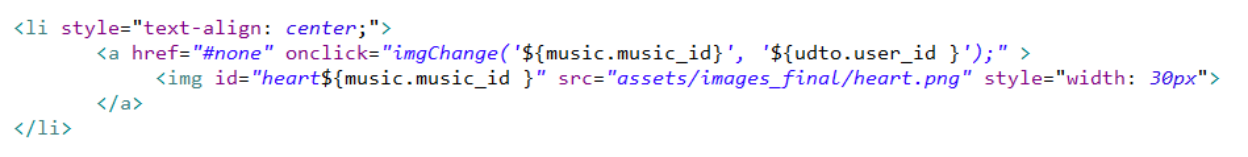 <li style="text-align: center;">
<a href="#none" onclick="imgChange('${music.music_id}', '${udto.user_id }');" >
<img id="heart${music.music_id }" src="assets/images_final/heart.png" style="width: 30px">
</a>
</li>